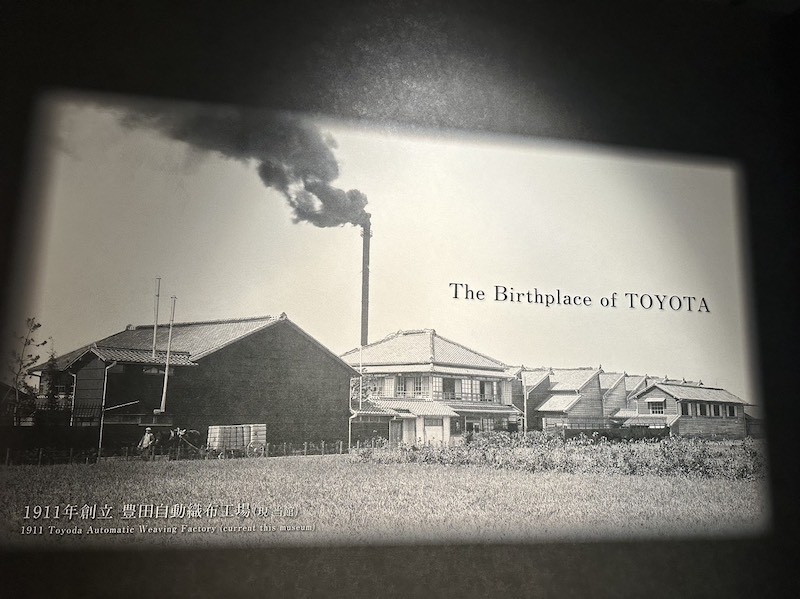 The Birthplace of TOYOTA
1911年創立 豊田自動織布工場(現 当館)
1911 Toyoda Automatic Weaving Factory (current this museum)